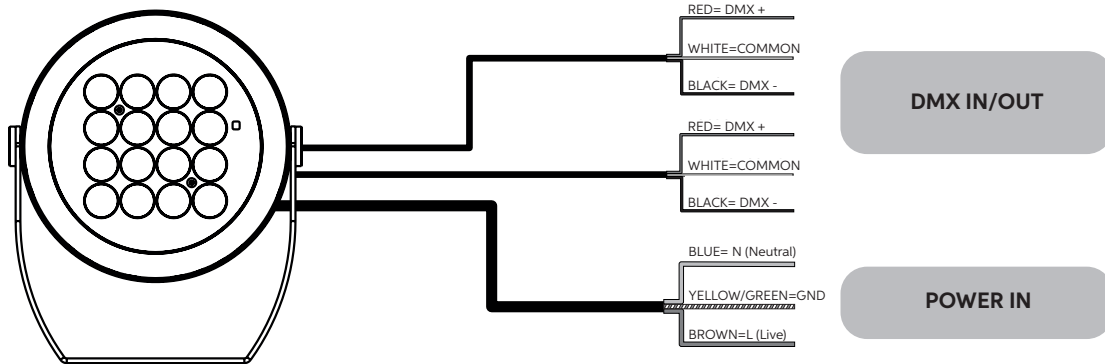 RED= DMX +
WHITE=COMMON
BLACK= DMX -
DMX IN/OUT
RED= DMX +
WHITE=COMMON
BLACK= DMX -
BLUE= N (Neutral)
YELLOW/GREEN=GND
BROWN=L (Live)
POWER IN